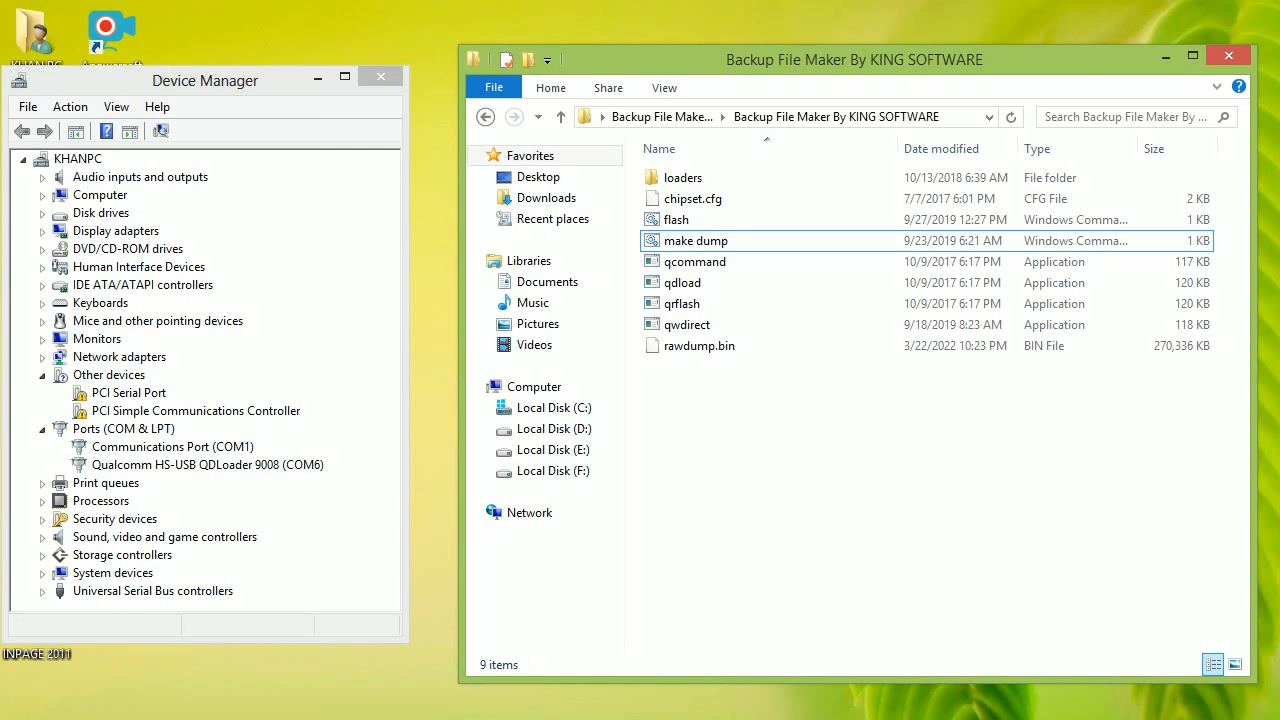 KHANPC
Device Manager
File Action View Help
KHANPC
Audio inputs and outputs
Computer
Disk drives
Display adapters
DVD/CD-ROM drives
Human Interface Devices
IDE ATA/ATAPI controllers
Keyboards
Mice and other pointing devices
Monitors
Network adapters
Other devices
PCI Serial Port
PCI Simple Communications Controller
Ports (COM & LPT)
Communications Port (COM1)
Qualcomm HS-USB QDLoader 9008 (COM6)
Print queues
Processors
Security devices
Sound, video and game controllers
Storage controllers
System devices
Universal Serial Bus controllers
INPAGE 2011
Backup File Maker By KING SOFTWARE
File Home Share View
Backup File Make... Backup File Maker By KING SOFTWARE Search Backup File Maker By ...
Favorites
Desktop
Downloads
Recent places
Libraries
Documents
Music
Pictures
Videos
Computer
Local Disk (C:)
Local Disk (D:)
Local Disk (E:)
Local Disk (F:)
Network
Name Date modified Type Size
loaders 10/13/2018 6:39 AM File folder
chipset.cfg 7/7/2017 6:01 PM CFG File 2 KB
flash 9/27/2019 12:27 PM Windows Comma... 1 KB
make dump 9/23/2019 6:21 AM Windows Comma... 1 KB
qcommand 10/9/2017 6:17 PM Application 117 KB
qdload 10/9/2017 6:17 PM Application 120 KB
qrflash 10/9/2017 6:17 PM Application 120 KB
qwdirect 9/18/2019 8:23 AM Application 118 KB
rawdump.bin 3/22/2022 10:23 PM BIN File 270,336 KB
9 items